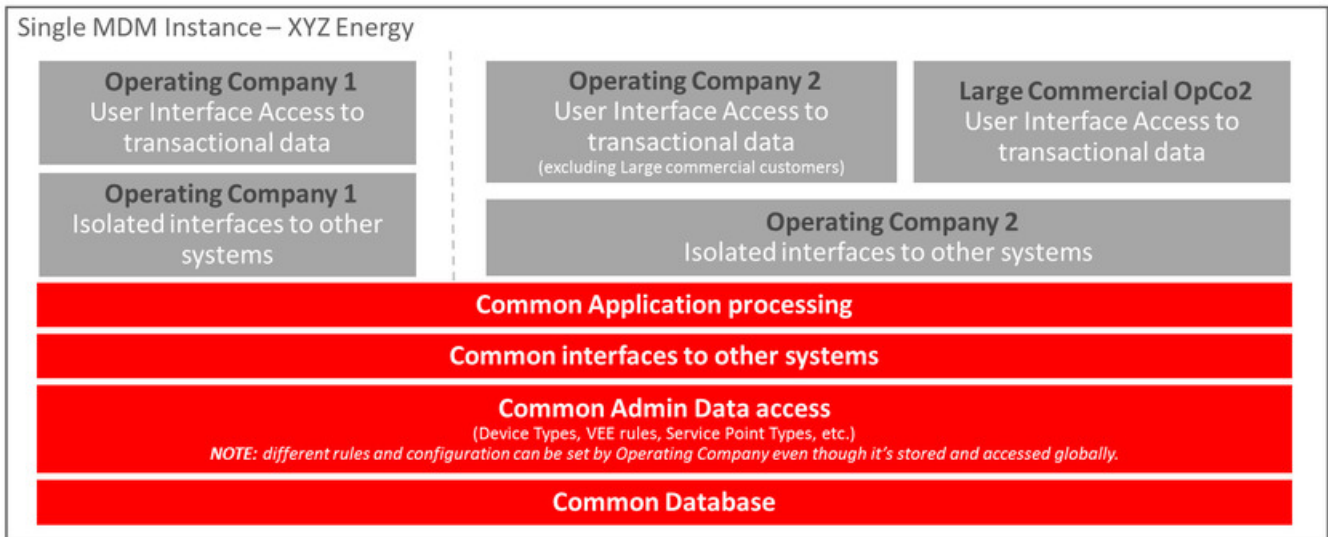 Single MDM Instance – XYZ Energy
Operating Company 1
User Interface Access to
transactional data
Operating Company 1
Isolated interfaces to other
systems
Operating Company 2
User Interface Access to
transactional data
(excluding Large commercial customers)
Large Commercial OpCo2
User Interface Access to
transactional data
Operating Company 2
Isolated interfaces to other systems
Common Application processing
Common interfaces to other systems
Common Admin Data access
(Device Types, VEE rules, Service Point Types, etc.)
NOTE: different rules and configuration can be set by Operating Company even though it's stored and accessed globally.
Common Database